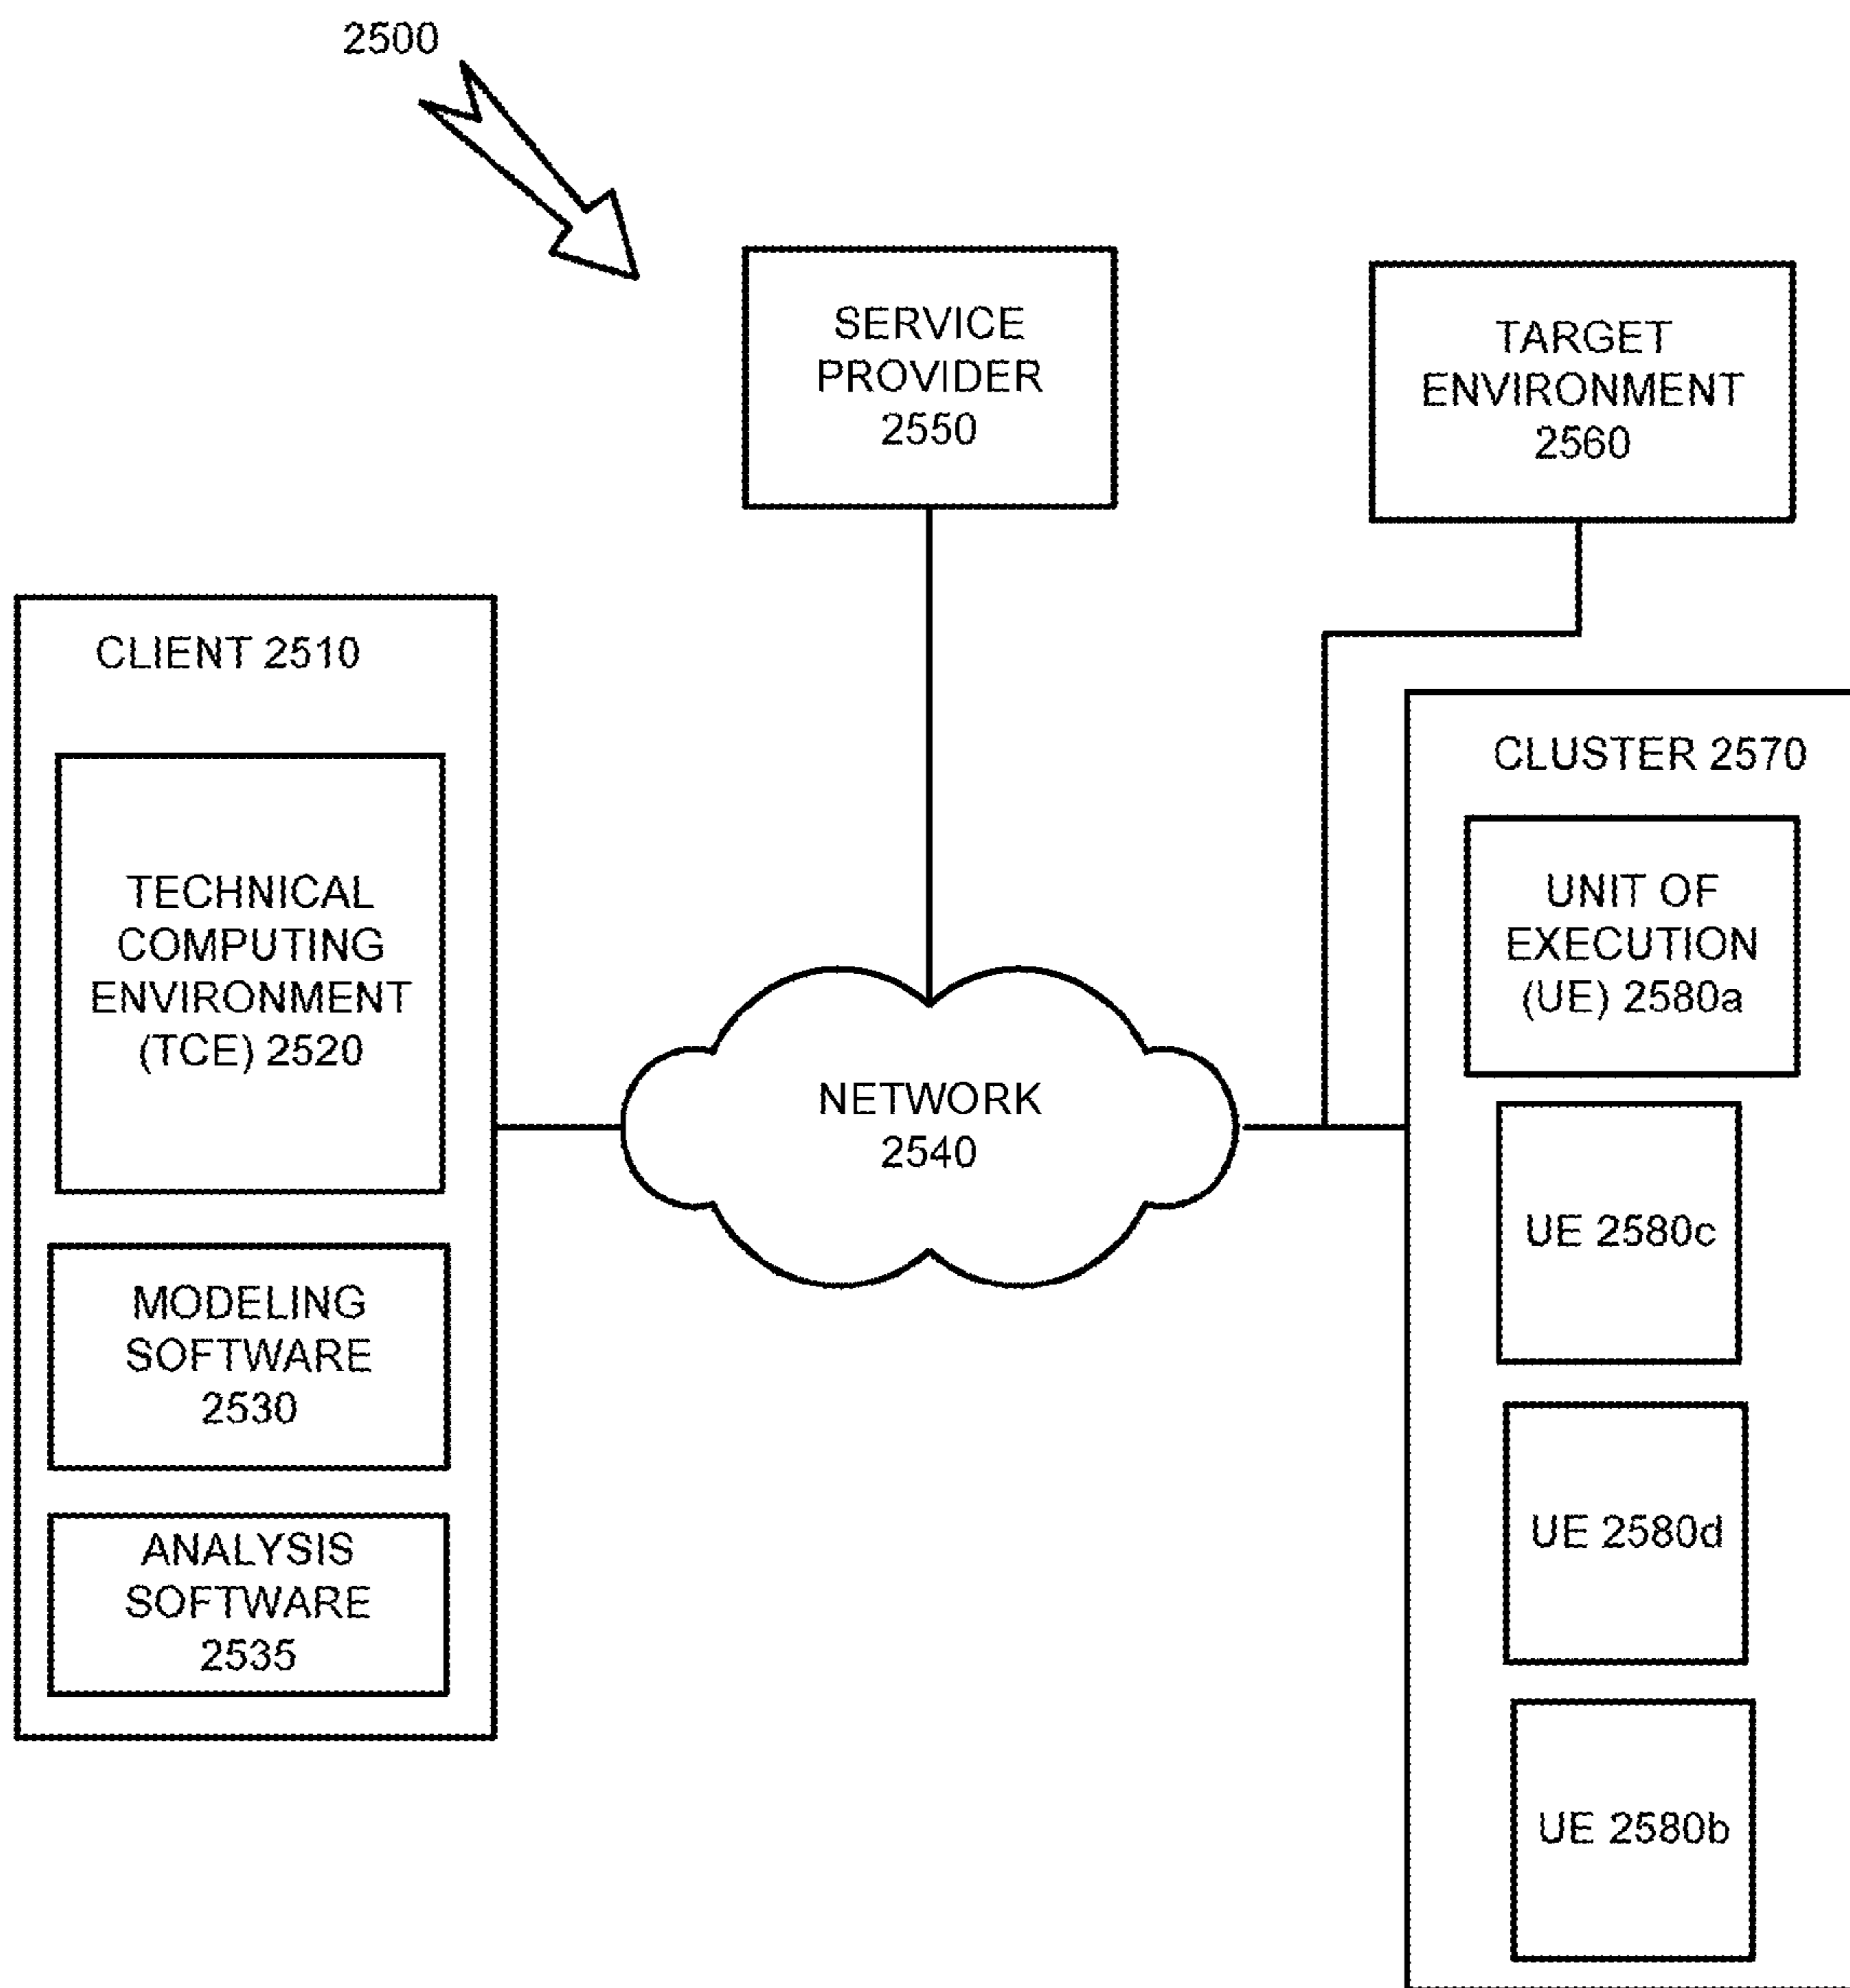 2500
SERVICE
PROVIDER
2550
TARGET
ENVIRONMENT
2560
CLIENT 2510
TECHNICAL
COMPUTING
ENVIRONMENT
(TCE) 2520
MODELING
SOFTWARE
2530
ANALYSIS
SOFTWARE
2535
NETWORK
2540
CLUSTER 2570
UNIT OF
EXECUTION
(UE) 2580a
UE 2580c
UE 2580d
UE 2580b